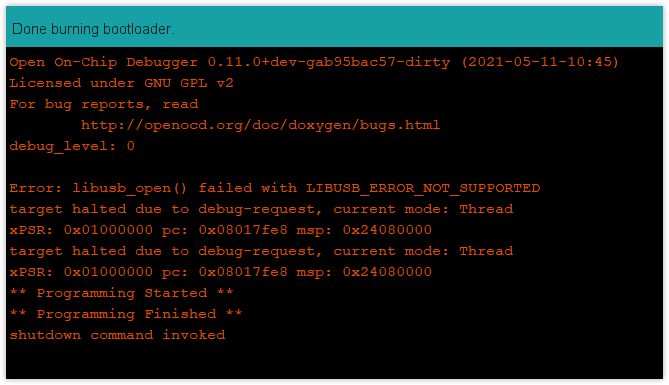 Done burning bootloader.
Open On-Chip Debugger 0.11.0+dev-gab95bac57-dirty (2021-05-11-10:45)
Licensed under GNU GPL v2
For bug reports, read
http://openocd.org/doc/doxygen/bugs.html
debug_level: 0
Error: libusb_open() failed with LIBUSB_ERROR_NOT_SUPPORTED
target halted due to debug-request, current mode: Thread
xPSR: 0x01000000 pc: 0x08017fe8 msp: 0x24080000
target halted due to debug-request, current mode: Thread
xPSR: 0x01000000 pc: 0x08017fe8 msp: 0x24080000
** Programming Started **
** Programming Finished **
shutdown command invoked